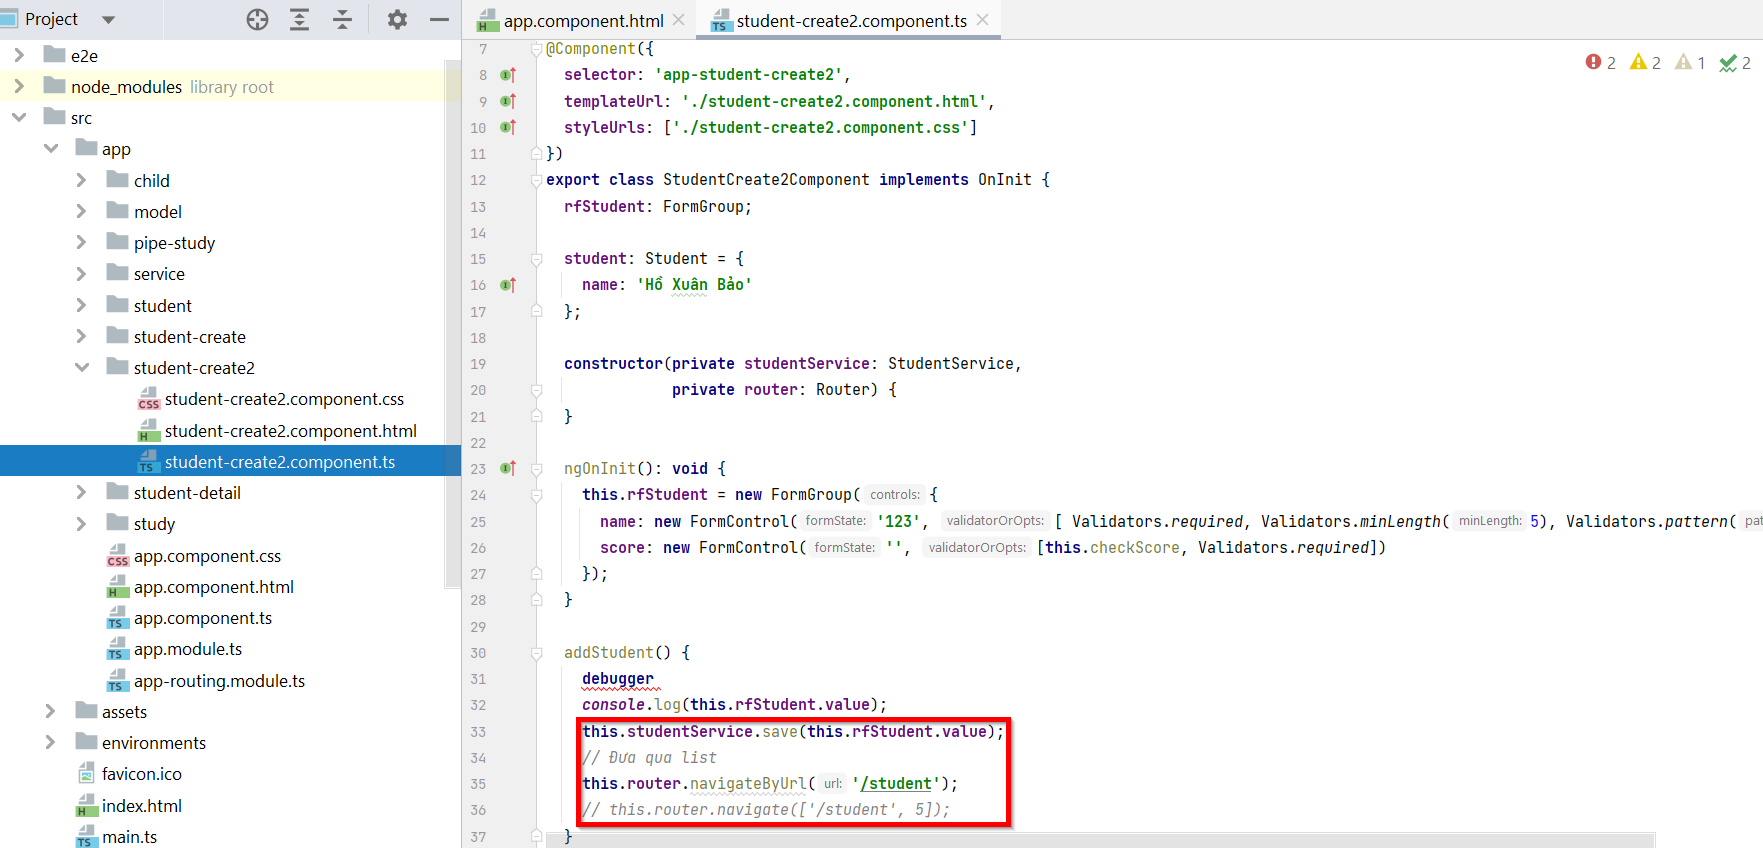 Project
app.component.html
student-create2.component.ts
e2e
node_modules library root
src
app
child
model
pipe-study
service
student
student-create
student-create2
student-create2.component.css
student-create2.component.html
student-create2.component.ts
student-detail
study
app.component.css
app.component.html
app.component.ts
app.module.ts
app-routing.module.ts
assets
environments
favicon.ico
index.html
main.ts
2 2 1 2
7 @Component({
8 selector: 'app-student-create2',
9 templateUrl: './student-create2.component.html',
10 styleUrls: ['./student-create2.component.css']
11 })
12 export class StudentCreate2Component implements OnInit {
13 rfStudent: FormGroup;
14
15 student: Student = {
16 name: 'Hồ Xuân Bảo'
17 };
18
19 constructor(private studentService: StudentService,
20 private router: Router) {
21 }
22
23 ngOnInit(): void {
24 this.rfStudent = new FormGroup( controls: {
25 name: new FormControl( formState: '123', validatorOrOpts: [ Validators.required, Validators.minLength( minLength: 5), Validators.pattern( pat
26 score: new FormControl( formState: '', validatorOrOpts: [this.checkScore, Validators.required])
27 });
28 }
29
30 addStudent() {
31 debugger
32 console.log(this.rfStudent.value);
33 this.studentService.save(this.rfStudent.value);
34 // Đưa qua list
35 this.router.navigateByUrl( url: '/student');
36 // this.router.navigate(['/student', 5]);
37 }